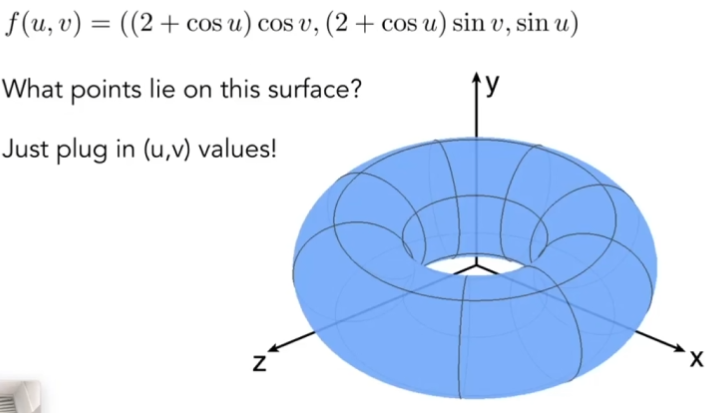 f(u, v) = ((2 + cos u) cos v, (2 + cos u) sin v, sin u)
What points lie on this surface?
y
Just plug in (u,v) values!
z
x